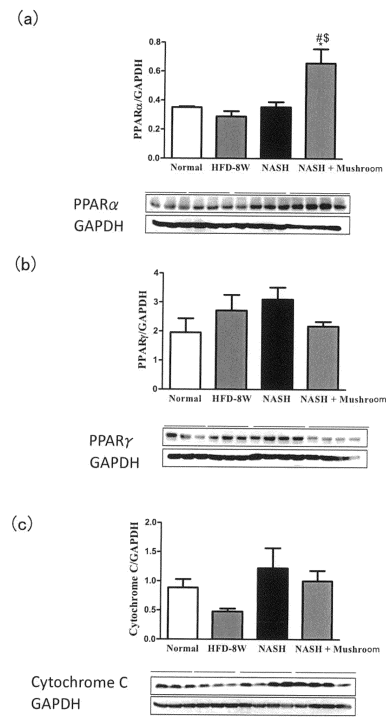 (a)
#$
*
0.8
0.6
0.4
0.2
0.0
PPARα/GAPDH
Normal HFD-8W NASH NASH + Mushroom
PPARα
GAPDH
(b)
4
3
2
1
0
PPARγ/GAPDH
Normal HFD-8W NASH NASH + Mushroom
PPARγ
GAPDH
(c)
2.0
1.5
1.0
0.5
0.0
Cytochrome C/GAPDH
Normal HFD-8W NASH NASH + Mushroom
Cytochrome C
GAPDH